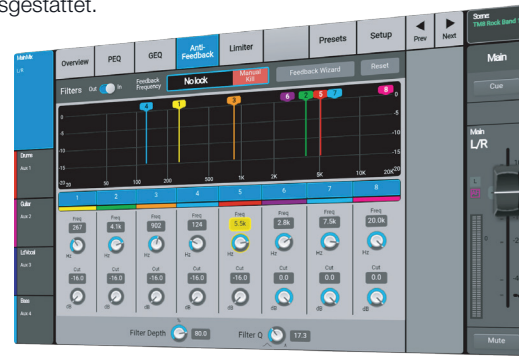 sgestattet.
Main Mix
L/R
Overview
PEQ
GEQ
Anti-
Feedback
Limiter
Presets
Setup
Prev
Next
Scene:
TMB Rock Band
Filters
Out
In
Feedback
Frequency
No lock
Manual
Kill
Feedback Wizard
Reset
Main
Cue
4 1 3 6 2 5 7 8
0 0
-5 -5
-10 -10
-15 -15
-20 -20
20 50 100 200 500 1K 2K 5K 10K 20K
Drums
Aux 1
Guitar
Aux 2
Ld Vocal
Aux 3
Bass
Aux 4
1 2 3 4 5 6 7 8
Freq Freq Freq Freq Freq Freq Freq Freq
267 4.1k 902 124 5.5k 2.8k 7.5k 20.0k
Hz Hz Hz Hz Hz Hz Hz Hz
Cut Cut Cut Cut Cut Cut Cut Cut
-16.0 -16.0 -16.0 -16.0 -16.0 0.0 0.0 0.0
dB dB dB dB dB dB dB dB
Filter Depth
%
80.0
Filter Q
17.3
Main
L/R
Mute